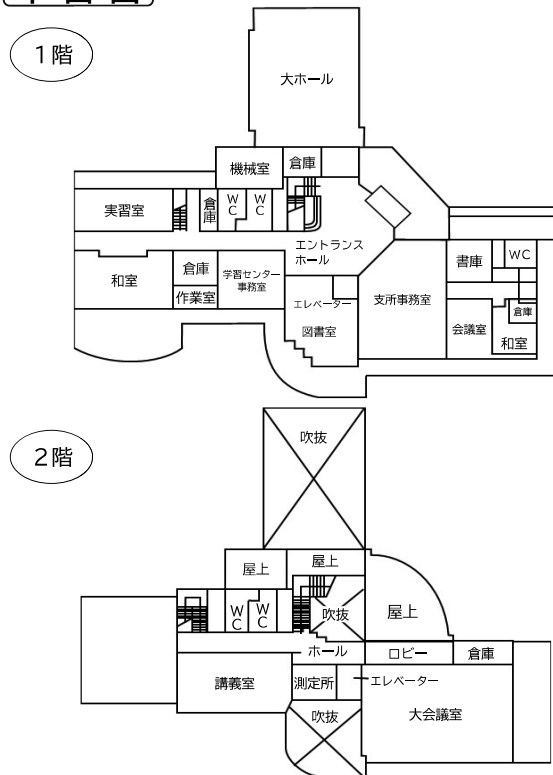 1階
大ホール
機械室
倉庫
実習室
倉庫
WC
WC
エントランス
ホール
和室
倉庫
作業室
学習センター
事務室
エレベーター
図書室
支所事務室
書庫
WC
会議室
倉庫
和室
2階
吹抜
屋上
屋上
WC
WC
吹抜
屋上
ホール
ロビー
倉庫
講義室
測定所
エレベーター
吹抜
大会議室